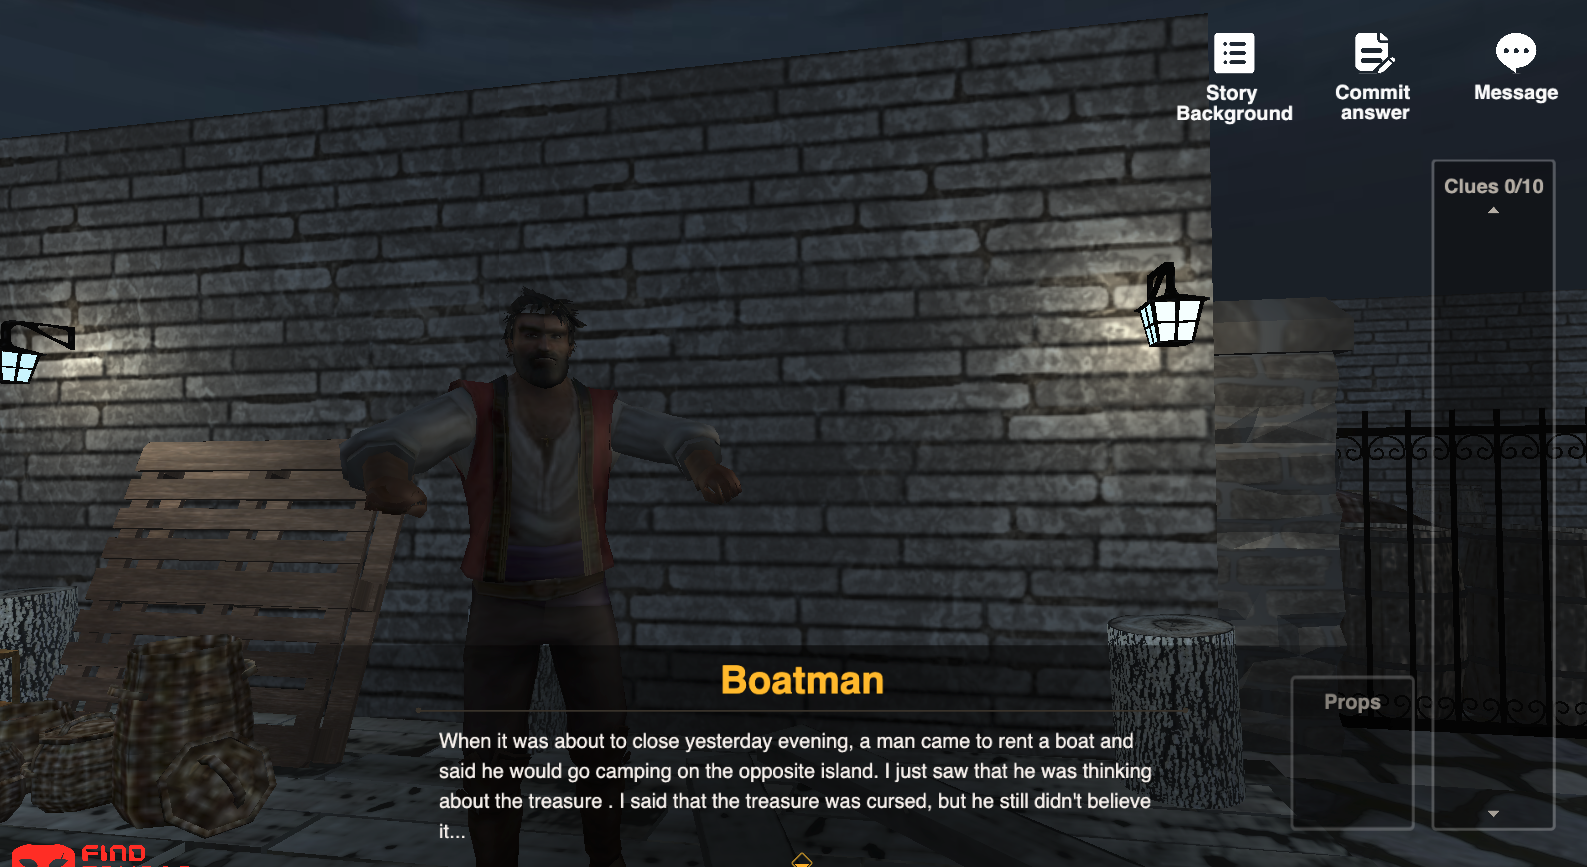 Story
Background
Commit
answer
Message
Clues 0/10
Boatman
When it was about to close yesterday evening, a man came to rent a boat and
said he would go camping on the opposite island. I just saw that he was thinking
about the treasure . I said that the treasure was cursed, but he still didn't believe
it...
Props
FIND